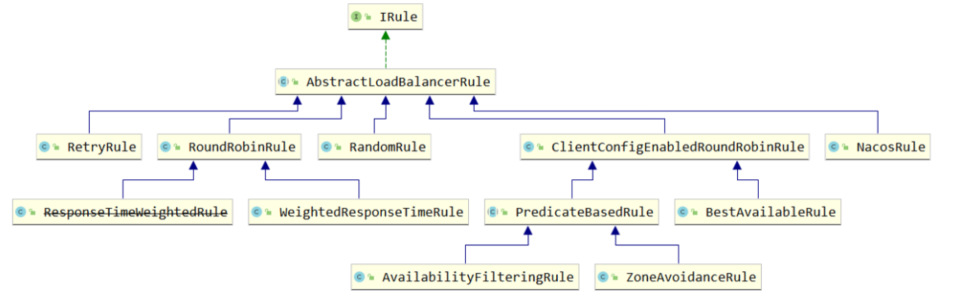 IRule
AbstractLoadBalancerRule
RetryRule
RoundRobinRule
RandomRule
ClientConfigEnabledRoundRobinRule
NacosRule
ResponseTimeWeightedRule
WeightedResponseTimeRule
PredicateBasedRule
BestAvailableRule
AvailabilityFilteringRule
ZoneAvoidanceRule